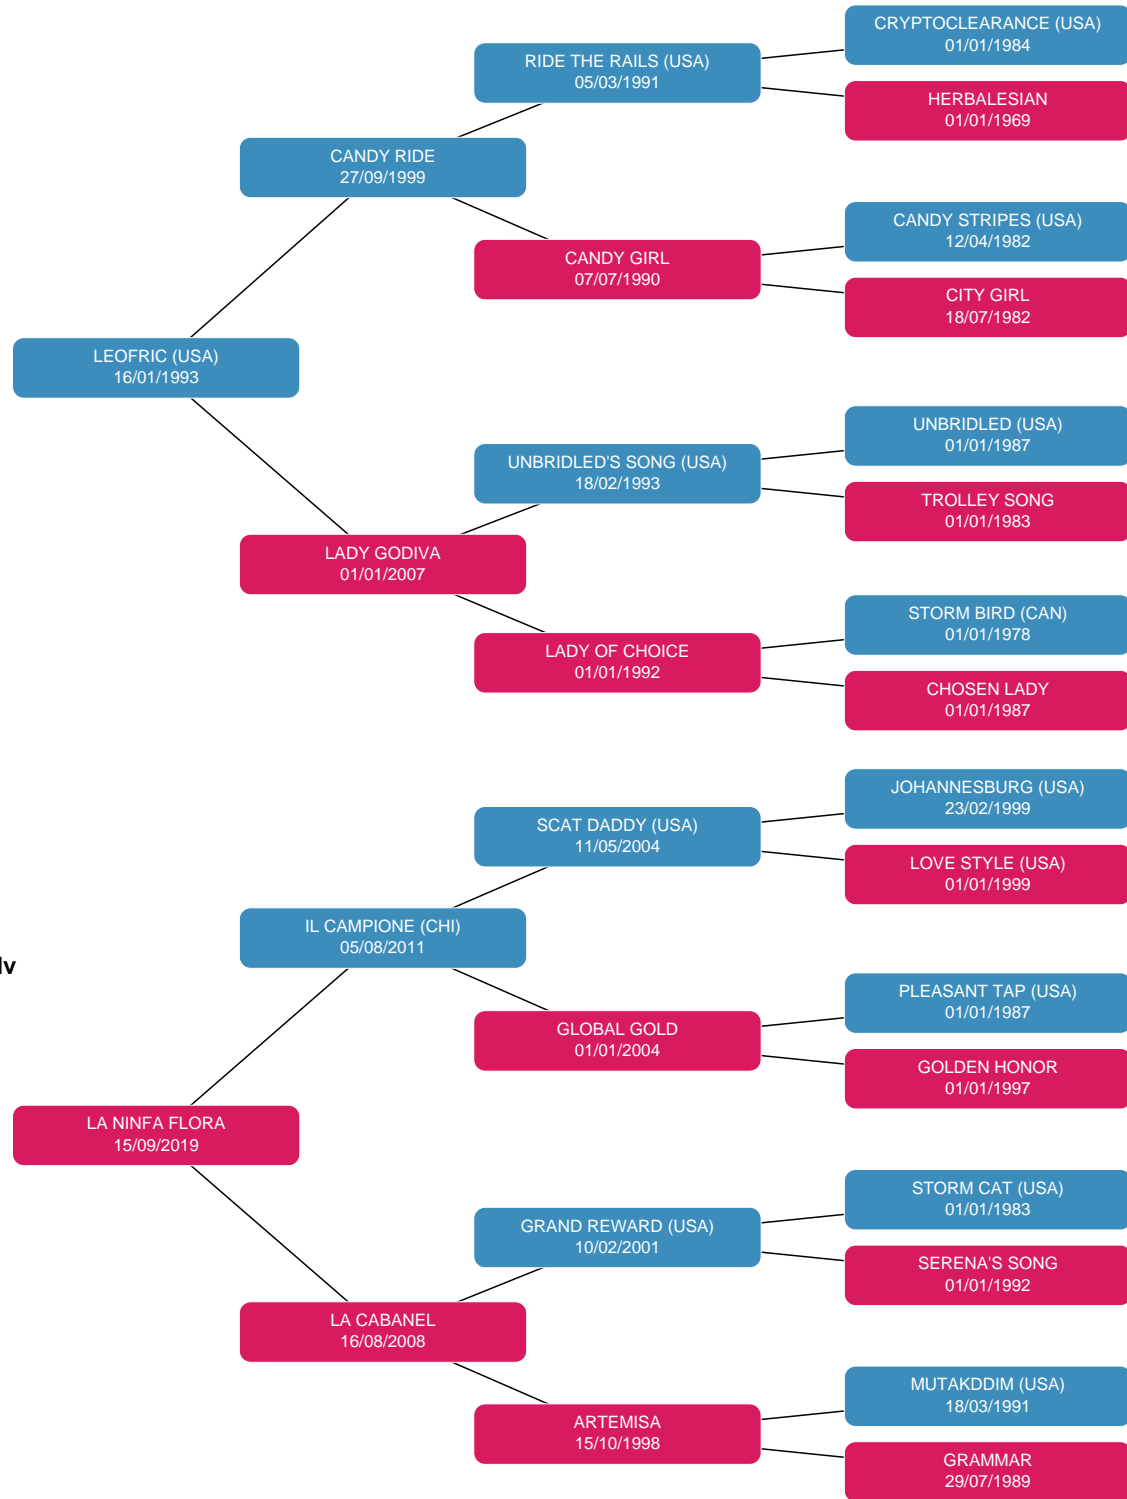 CRYPTOCLEARANCE (USA)
01/01/1984
RIDE THE RAILS (USA)
05/03/1991
HERBALESIAN
01/01/1969
CANDY RIDE
27/09/1999
CANDY STRIPES (USA)
12/04/1982
CANDY GIRL
07/07/1990
CITY GIRL
18/07/1982
LEOFRIC (USA)
16/01/1993
UNBRIDLED (USA)
01/01/1987
UNBRIDLED'S SONG (USA)
18/02/1993
TROLLEY SONG
01/01/1983
LADY GODIVA
01/01/2007
STORM BIRD (CAN)
01/01/1978
LADY OF CHOICE
01/01/1992
CHOSEN LADY
01/01/1987
JOHANNESBURG (USA)
23/02/1999
SCAT DADDY (USA)
11/05/2004
LOVE STYLE (USA)
01/01/1999
IL CAMPIONE (CHI)
05/08/2011
PLEASANT TAP (USA)
01/01/1987
GLOBAL GOLD
01/01/2004
GOLDEN HONOR
01/01/1997
LA NINFA FLORA
15/09/2019
STORM CAT (USA)
01/01/1983
GRAND REWARD (USA)
10/02/2001
SERENA'S SONG
01/01/1992
LA CABANEL
16/08/2008
MUTAKDDIM (USA)
18/03/1991
ARTEMISA
15/10/1998
GRAMMAR
29/07/1989